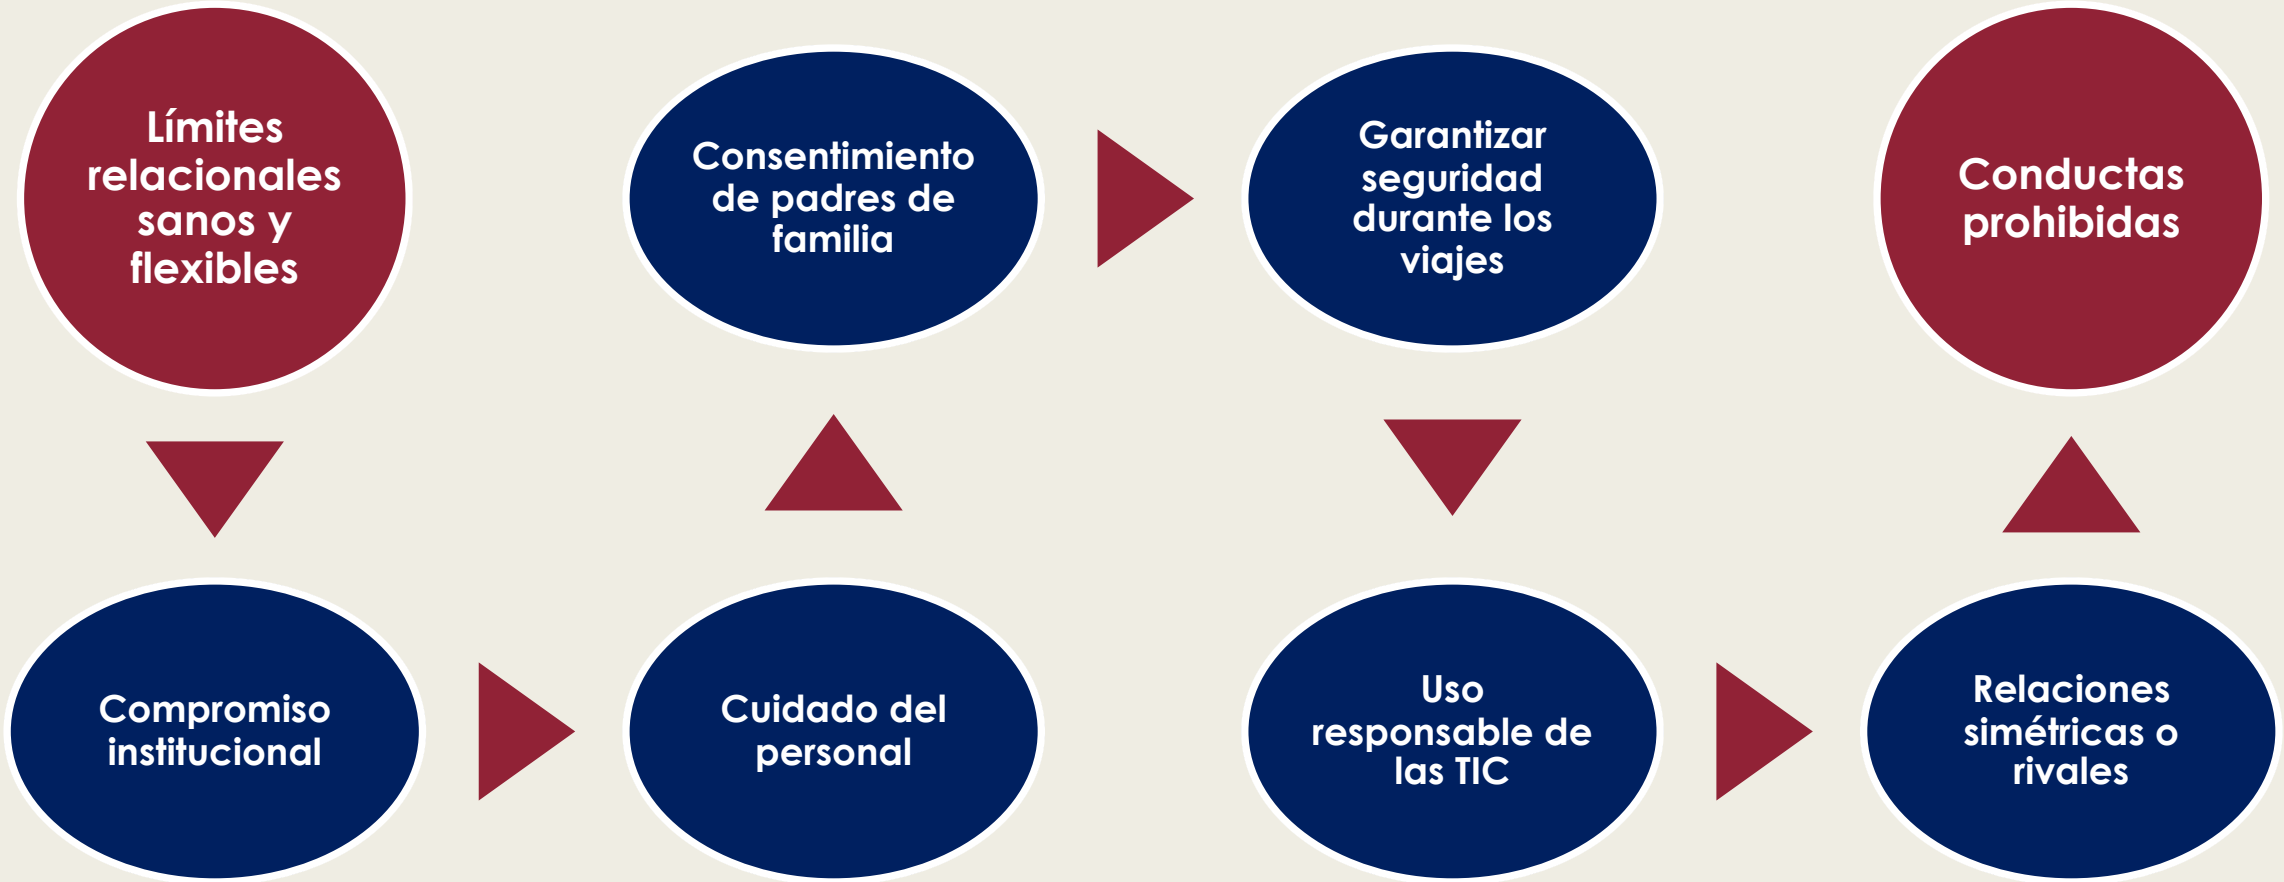 Límites
relacionales
sanos y
flexibles
Compromiso
institucional
Cuidado del
personal
Consentimiento
de padres de
familia
Garantizar
seguridad
durante los
viajes
Uso
responsable de
las TIC
Relaciones
simétricas o
rivales
Conductas
prohibidas